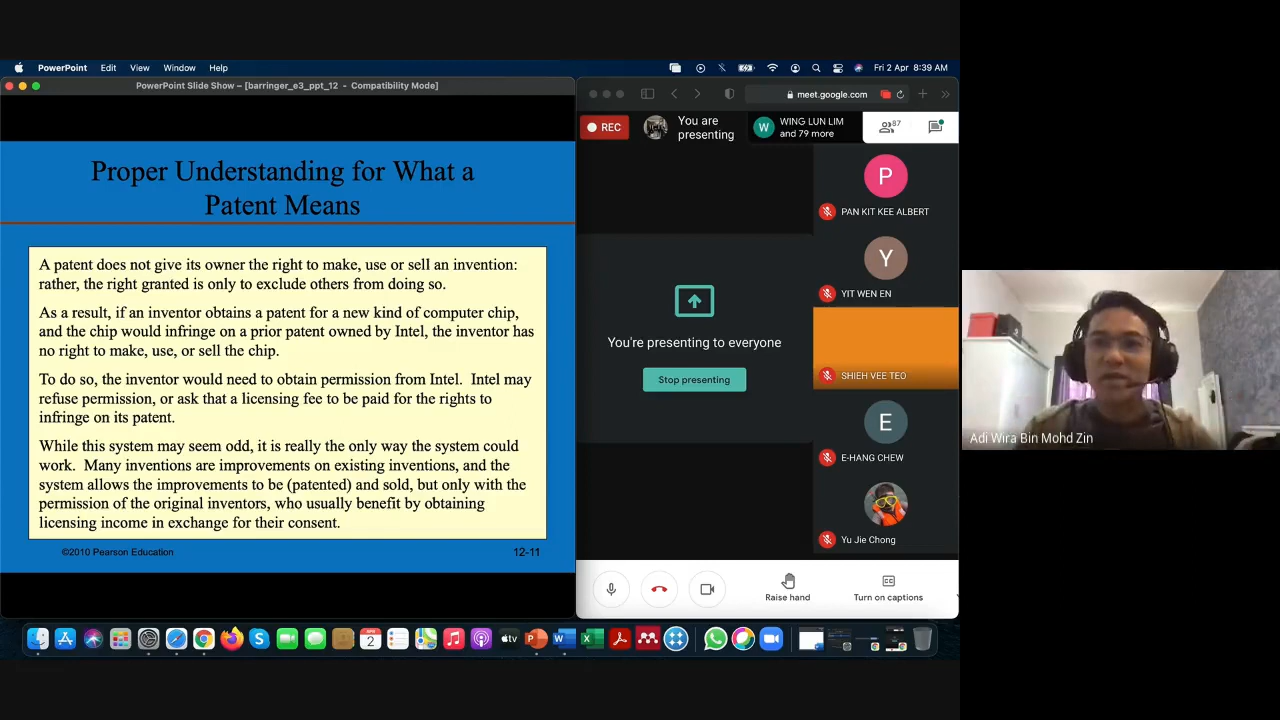 PowerPoint Edit View Window Help
Fri 2 Apr 8:39 AM
PowerPoint Slide Show – [barringer_e3_ppt_12 - Compatibility Mode]
Proper Understanding for What a
Patent Means
A patent does not give its owner the right to make, use or sell an invention:
rather, the right granted is only to exclude others from doing so.
As a result, if an inventor obtains a patent for a new kind of computer chip,
and the chip would infringe on a prior patent owned by Intel, the inventor has
no right to make, use, or sell the chip.
To do so, the inventor would need to obtain permission from Intel. Intel may
refuse permission, or ask that a licensing fee to be paid for the rights to
infringe on its patent.
While this system may seem odd, it is really the only way the system could
work. Many inventions are improvements on existing inventions, and the
system allows the improvements to be (patented) and sold, but only with the
permission of the original inventors, who usually benefit by obtaining
licensing income in exchange for their consent.
©2010 Pearson Education
12-11
meet.google.com
REC
You are
presenting
W
WING LUN LIM
and 79 more
87
P
PAN KIT KEE ALBERT
Y
YIT WEN EN
SHIEH VEE TEO
E
E-HANG CHEW
Yu Jie Chong
You're presenting to everyone
Stop presenting
Raise hand
Turn on captions
APR
2
tv
Adi Wira Bin Mohd Zin